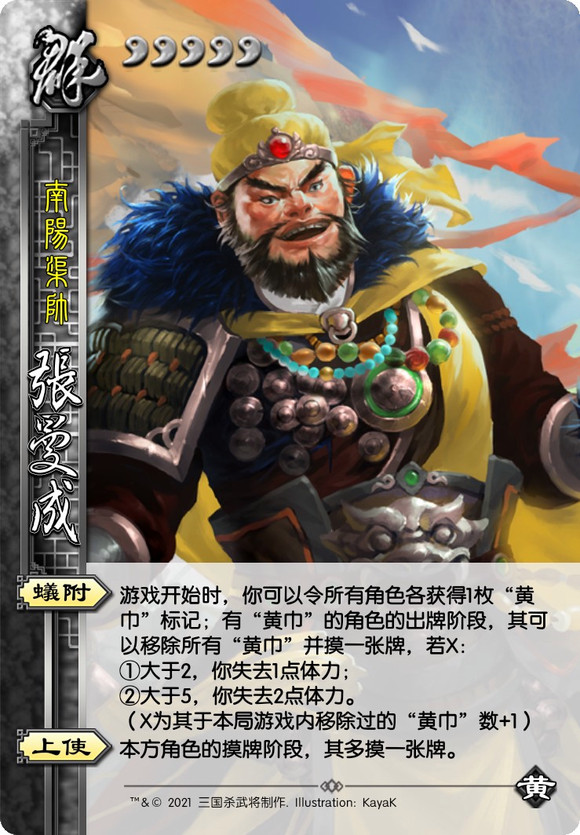 群
南陽渠帥
張曼成
蟻附
游戏开始时，你可以令所有角色各获得1枚“黄
巾”标记；有“黄巾”的角色的出牌阶段，其可
以移除所有“黄巾”并摸一张牌，若X：
①大于2，你失去1点体力；
②大于5，你失去2点体力。
（X为其于本局游戏内移除过的“黄巾”数+1）
上使
本方角色的摸牌阶段，其多摸一张牌。
黄
™&© 2021 三国杀武将制作. Illustration: KayaK